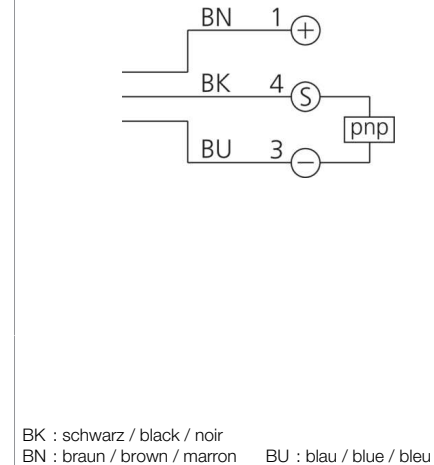 BN 1 +
BK 4 S
pnp
BU 3 −
BK : schwarz / black / noir
BN : braun / brown / marron BU : blau / blue / bleu